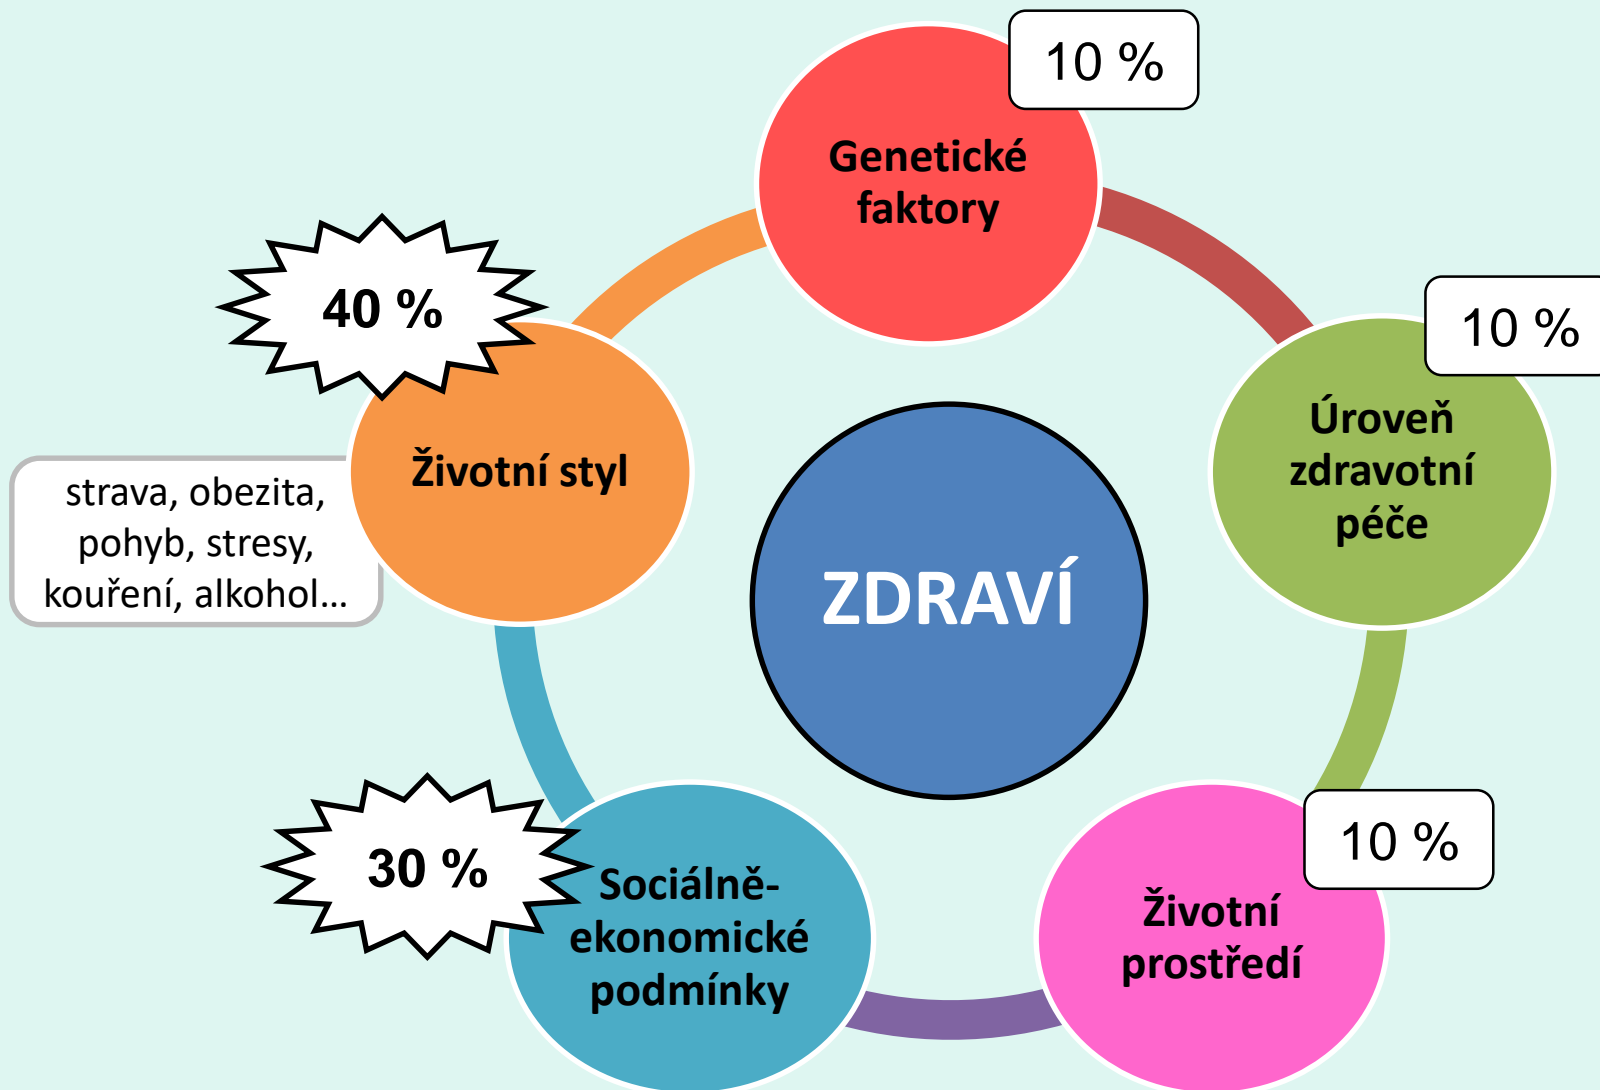 10 %
Genetické
faktory
40 %
10 %
Úroveň
zdravotní
péče
Životní styl
strava, obezita,
pohyb, stresy,
kouření, alkohol…
ZDRAVÍ
30 %
Sociálně-
ekonomické
podmínky
10 %
Životní
prostředí